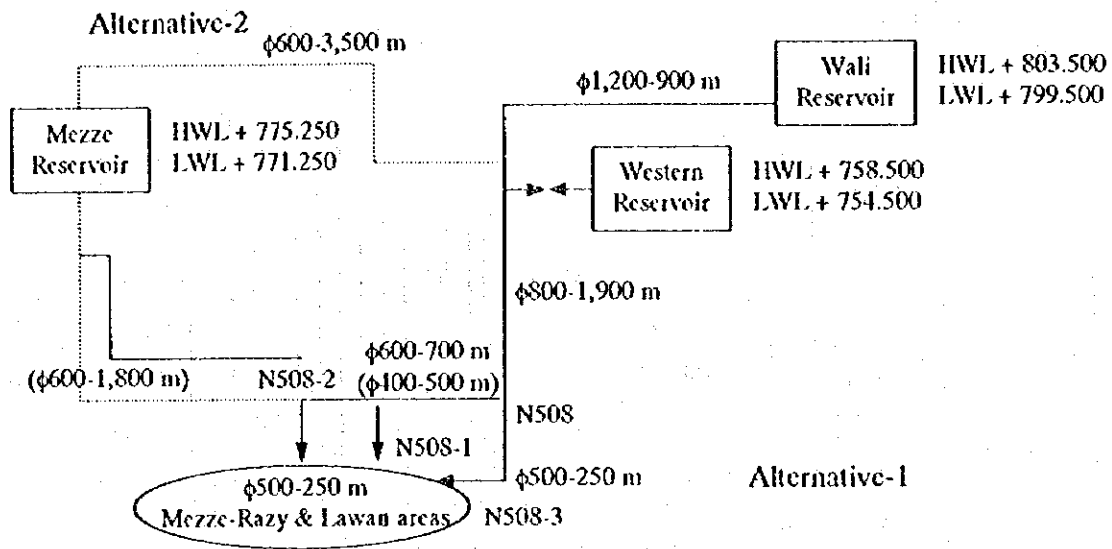 Alternative-2
ϕ600-3,500 m
Wali
Reservoir
HWL + 803.500
LWL + 799.500
ϕ1,200-900 m
Mezze
Reservoir
HWL + 775.250
LWL + 771.250
Western
Reservoir
HWL + 758.500
LWL + 754.500
ϕ800-1,900 m
ϕ600-700 m
(ϕ600-1,800 m)
N508-2
(ϕ400-500 m)
N508
N508-1
ϕ500-250 m
Alternative-1
ϕ500-250 m
Mezze-Razy & Lawan areas
N508-3